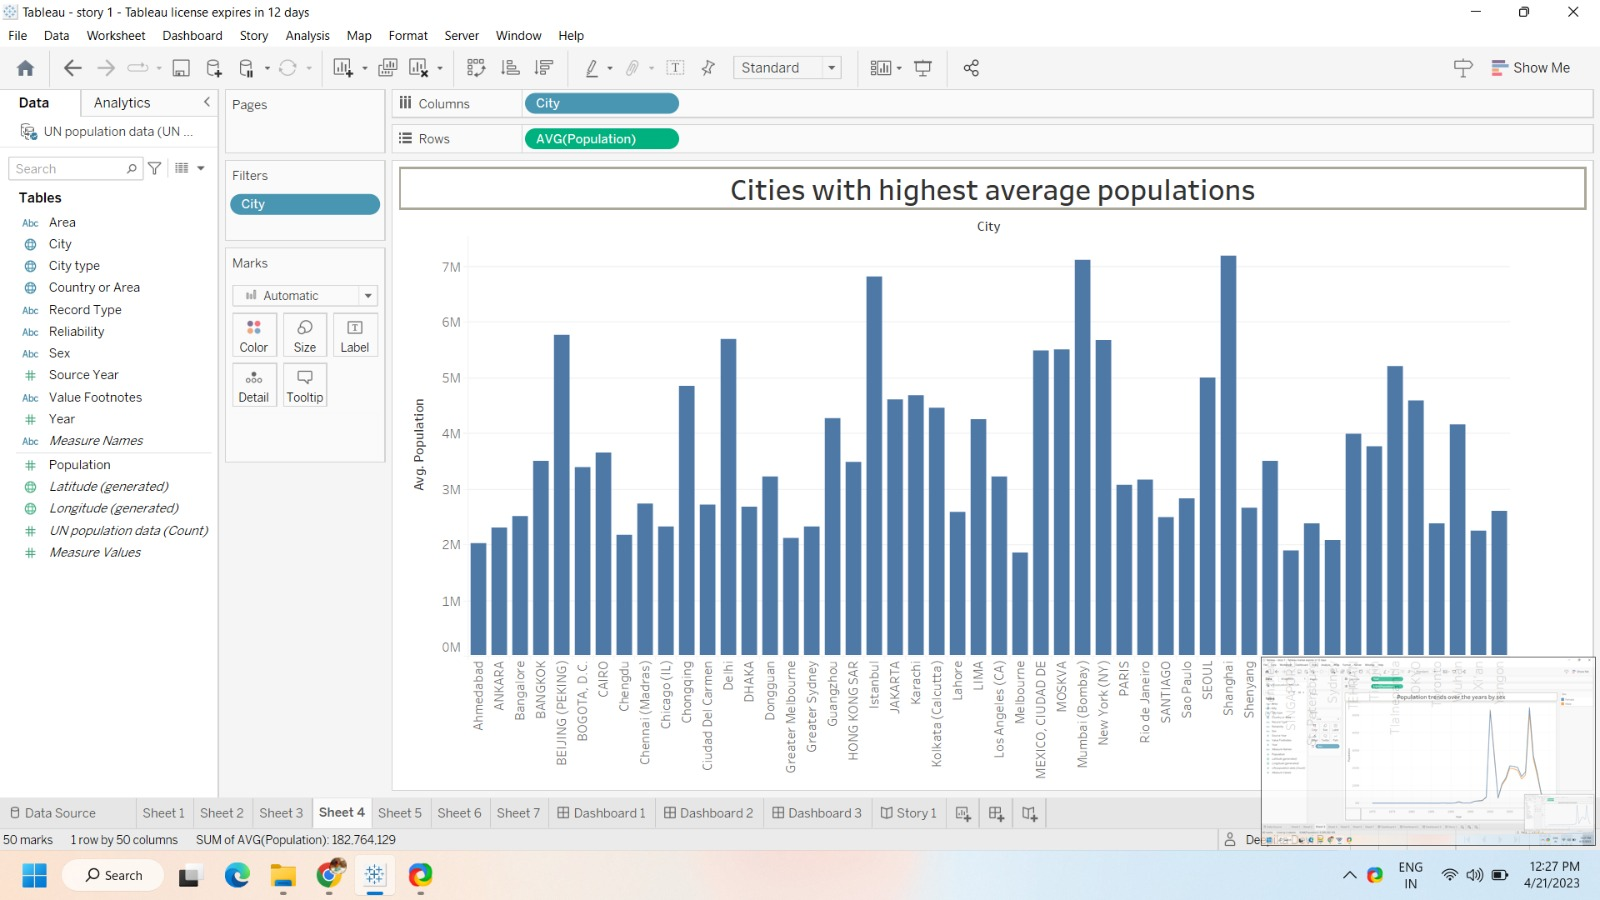 Tableau - story 1 - Tableau license expires in 12 days
File Data Worksheet Dashboard Story Analysis Map Format Server Window Help
Standard
Show Me
Data Analytics
UN population data (UN ...
Search
Tables
Abc Area
City
City type
Country or Area
Abc Record Type
Abc Reliability
Abc Sex
# Source Year
Abc Value Footnotes
# Year
Abc Measure Names
# Population
Latitude (generated)
Longitude (generated)
# UN population data (Count)
# Measure Values
Pages
Filters
City
Marks
Automatic
Color Size Label
Detail Tooltip
Columns City
Rows AVG(Population)
Cities with highest average populations
City
Avg. Population
7M
6M
5M
4M
3M
2M
1M
0M
Ahmedabad
ANKARA
Bangalore
BANGKOK
BEIJING (PEKING)
BOGOTA, D.C.
CAIRO
Chengdu
Chennai (Madras)
Chicago (IL)
Chongqing
Ciudad Del Carmen
Delhi
DHAKA
Dongguan
Greater Melbourne
Greater Sydney
Guangzhou
HONG KONG SAR
Istanbul
JAKARTA
Karachi
Kolkata (Calcutta)
Lahore
LIMA
Los Angeles (CA)
Melbourne
MEXICO, CIUDAD DE
MOSKVA
Mumbai (Bombay)
New York (NY)
PARIS
Rio de Janeiro
SANTIAGO
Sao Paulo
SEOUL
Shanghai
Shenyang
Population trends over the years by sex
Data Source Sheet 1 Sheet 2 Sheet 3 Sheet 4 Sheet 5 Sheet 6 Sheet 7 Dashboard 1 Dashboard 2 Dashboard 3 Story 1
50 marks 1 row by 50 columns SUM of AVG(Population): 182,764,129
De
Search
ENG
IN
12:27 PM
4/21/2023